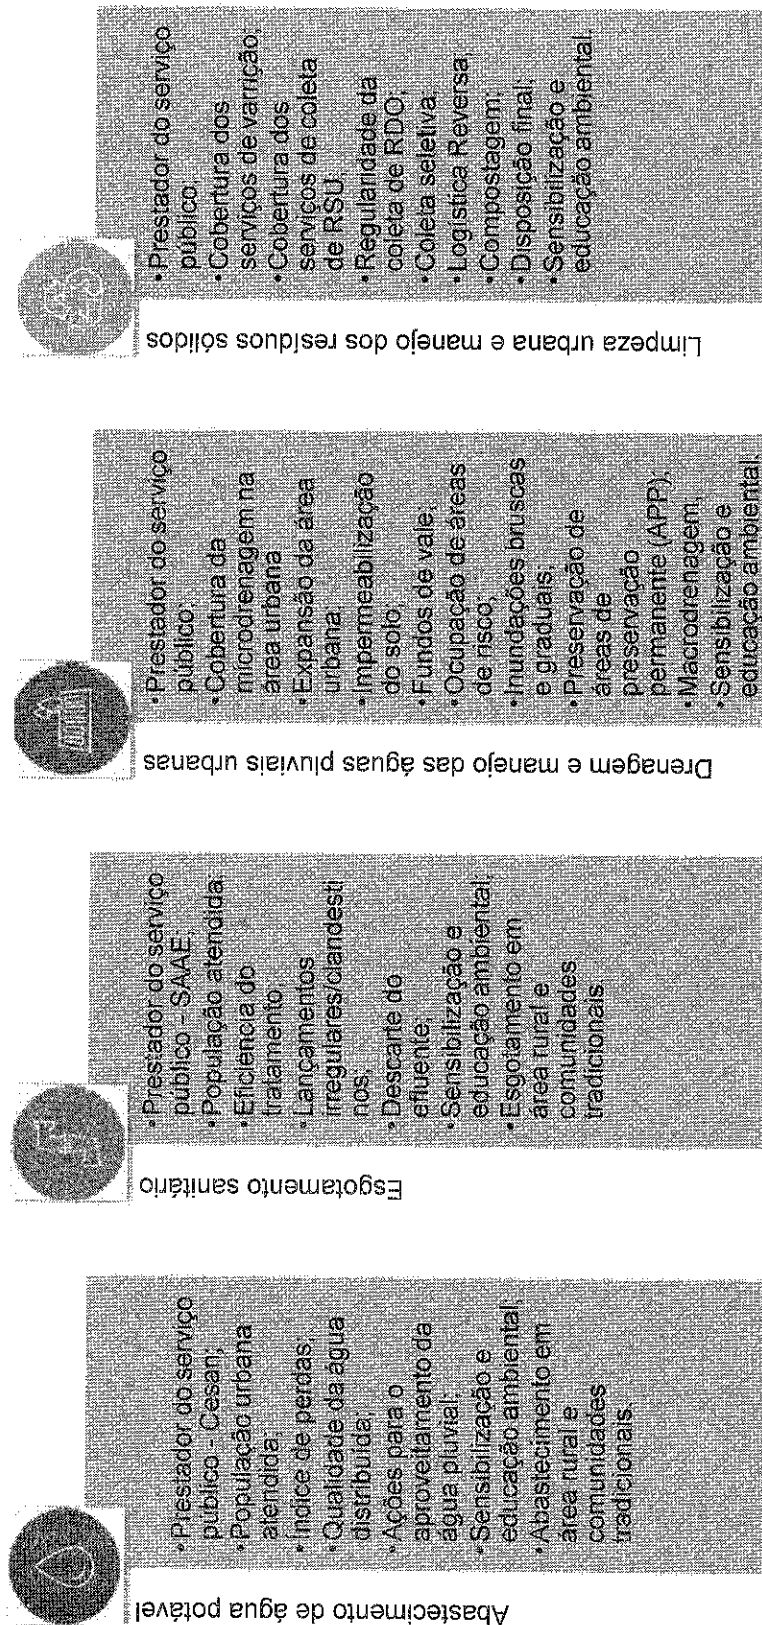 Abastecimento de água potável
•Prestador do serviço
público - Cesan;
•População urbana
atendida;
•Índice de perdas;
•Qualidade da água
distribuída;
•Ações para o
aproveitamento da
água pluvial;
•Sensibilização e
educação ambiental;
•Abastecimento em
área rural e
comunidades
tradicionais.
Esgotamento sanitário
•Prestador do serviço
público - SAAE;
•População atendida;
•Eficiência do
tratamento;
•Lançamentos
irregulares/clandesti
nos;
•Descarte do
efluente;
•Sensibilização e
educação ambiental;
•Esgotamento em
área rural e
comunidades
tradicionais
Drenagem e manejo das águas pluviais urbanas
•Prestador do serviço
público;
•Cobertura da
microdrenagem na
área urbana
•Expansão da área
urbana;
•Impermeabilização
do solo;
•Fundos de vale;
•Ocupação de áreas
de risco;
•Inundações bruscas
e graduais;
•Preservação de
áreas de
preservação
permanente (APP);
•Macrodrenagem;
•Sensibilização e
educação ambiental.
Limpeza urbana e manejo dos resíduos sólidos
•Prestador do serviço
público;
•Cobertura dos
serviços de varrição;
•Cobertura dos
serviços de coleta
de RSU;
•Regularidade da
coleta de RDO;
•Coleta seletiva;
•Logística Reversa;
•Compostagem;
•Disposição final;
•Sensibilização e
educação ambiental.